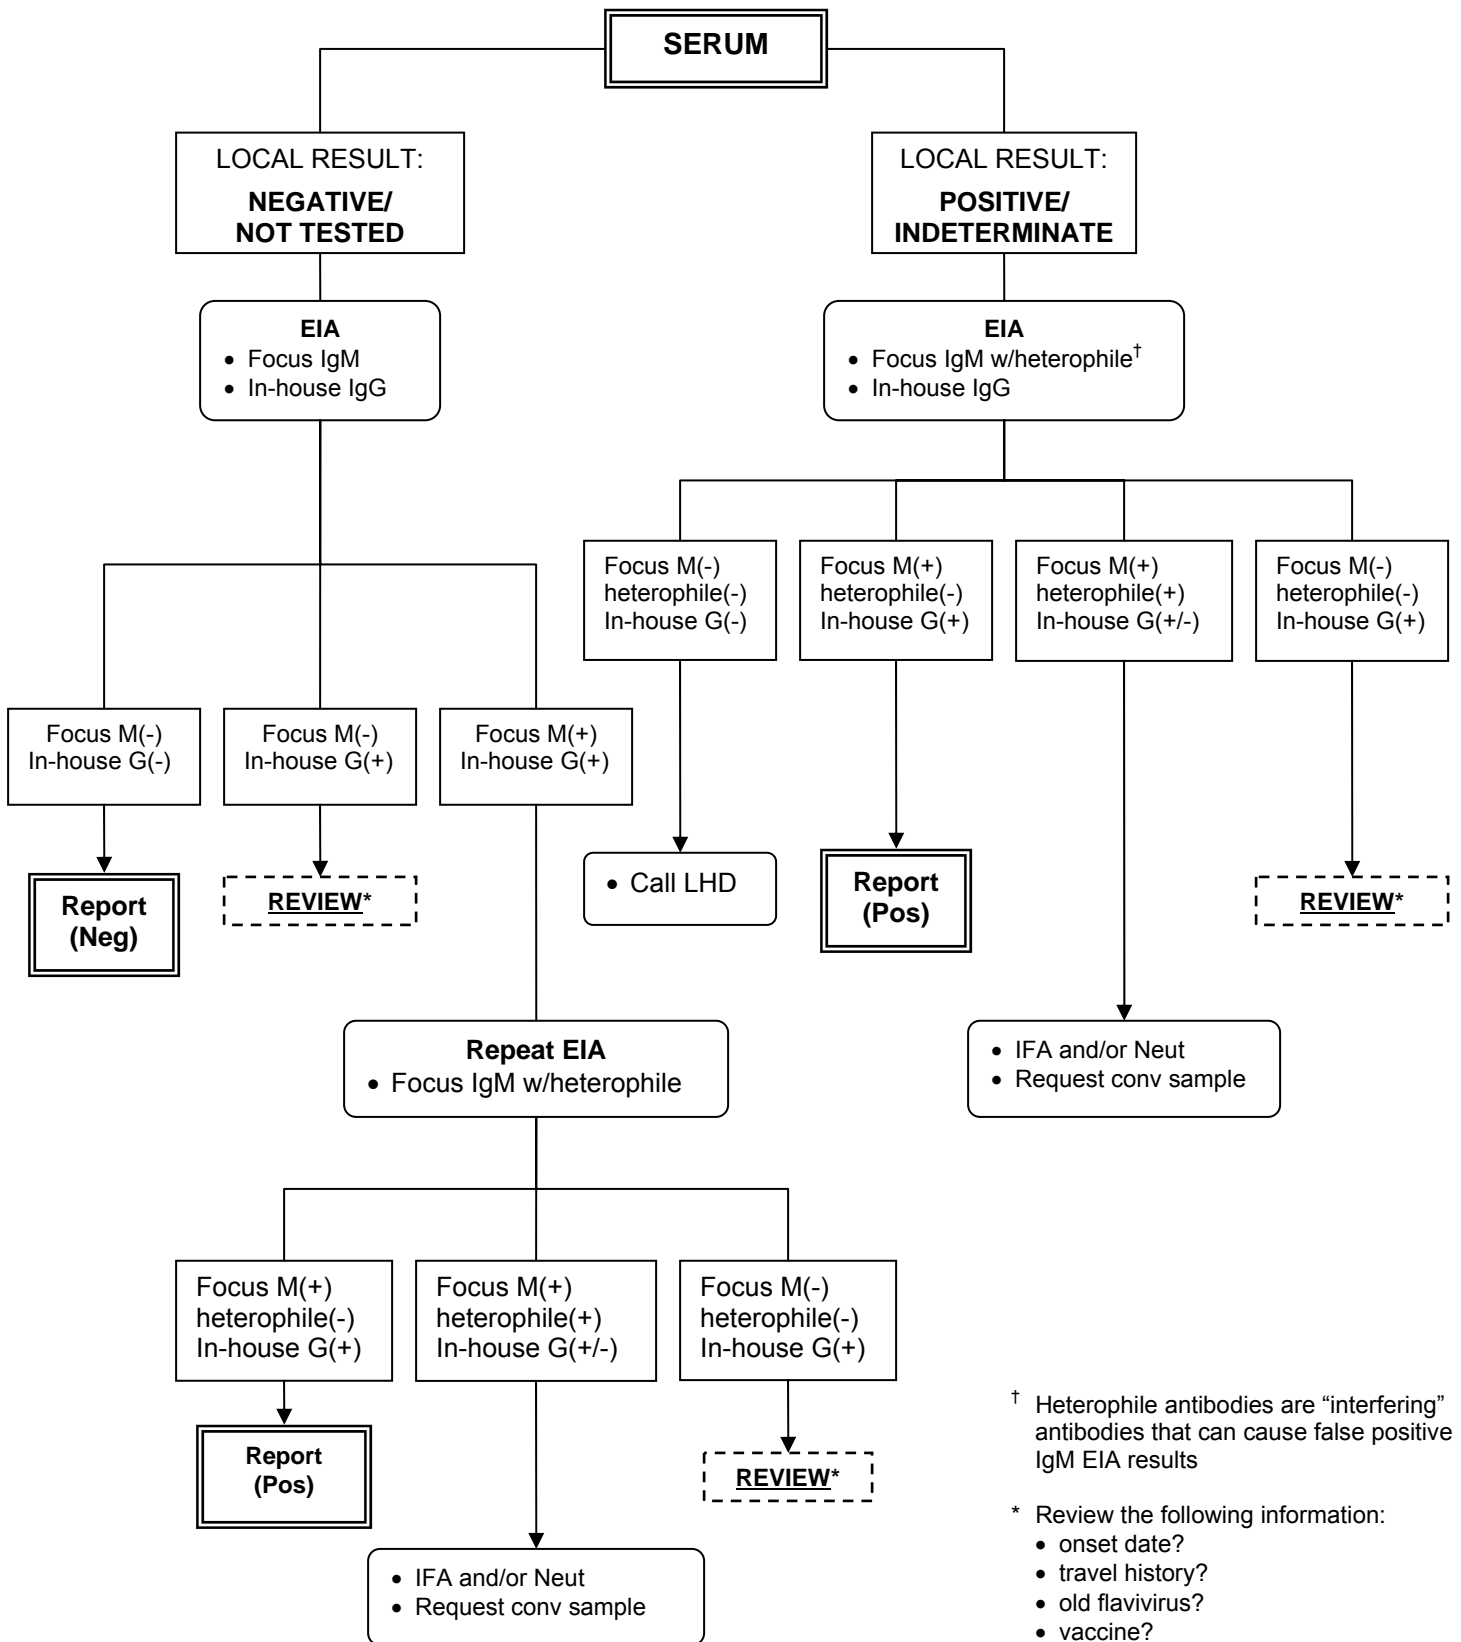 SERUM
LOCAL RESULT:
NEGATIVE/
NOT TESTED
LOCAL RESULT:
POSITIVE/
INDETERMINATE
EIA
• Focus IgM
• In-house IgG
EIA
• Focus IgM w/heterophile†
• In-house IgG
Focus M(-)
heterophile(-)
In-house G(-)
Focus M(+)
heterophile(-)
In-house G(+)
Focus M(+)
heterophile(+)
In-house G(+/-)
Focus M(-)
heterophile(-)
In-house G(+)
Focus M(-)
In-house G(-)
Focus M(-)
In-house G(+)
Focus M(+)
In-house G(+)
Report
(Neg)
REVIEW*
• Call LHD
Report
(Pos)
REVIEW*
Repeat EIA
• Focus IgM w/heterophile
• IFA and/or Neut
• Request conv sample
Focus M(+)
heterophile(-)
In-house G(+)
Focus M(+)
heterophile(+)
In-house G(+/-)
Focus M(-)
heterophile(-)
In-house G(+)
Report
(Pos)
REVIEW*
• IFA and/or Neut
• Request conv sample
† Heterophile antibodies are “interfering”
antibodies that can cause false positive
IgM EIA results
* Review the following information:
• onset date?
• travel history?
• old flavivirus?
• vaccine?